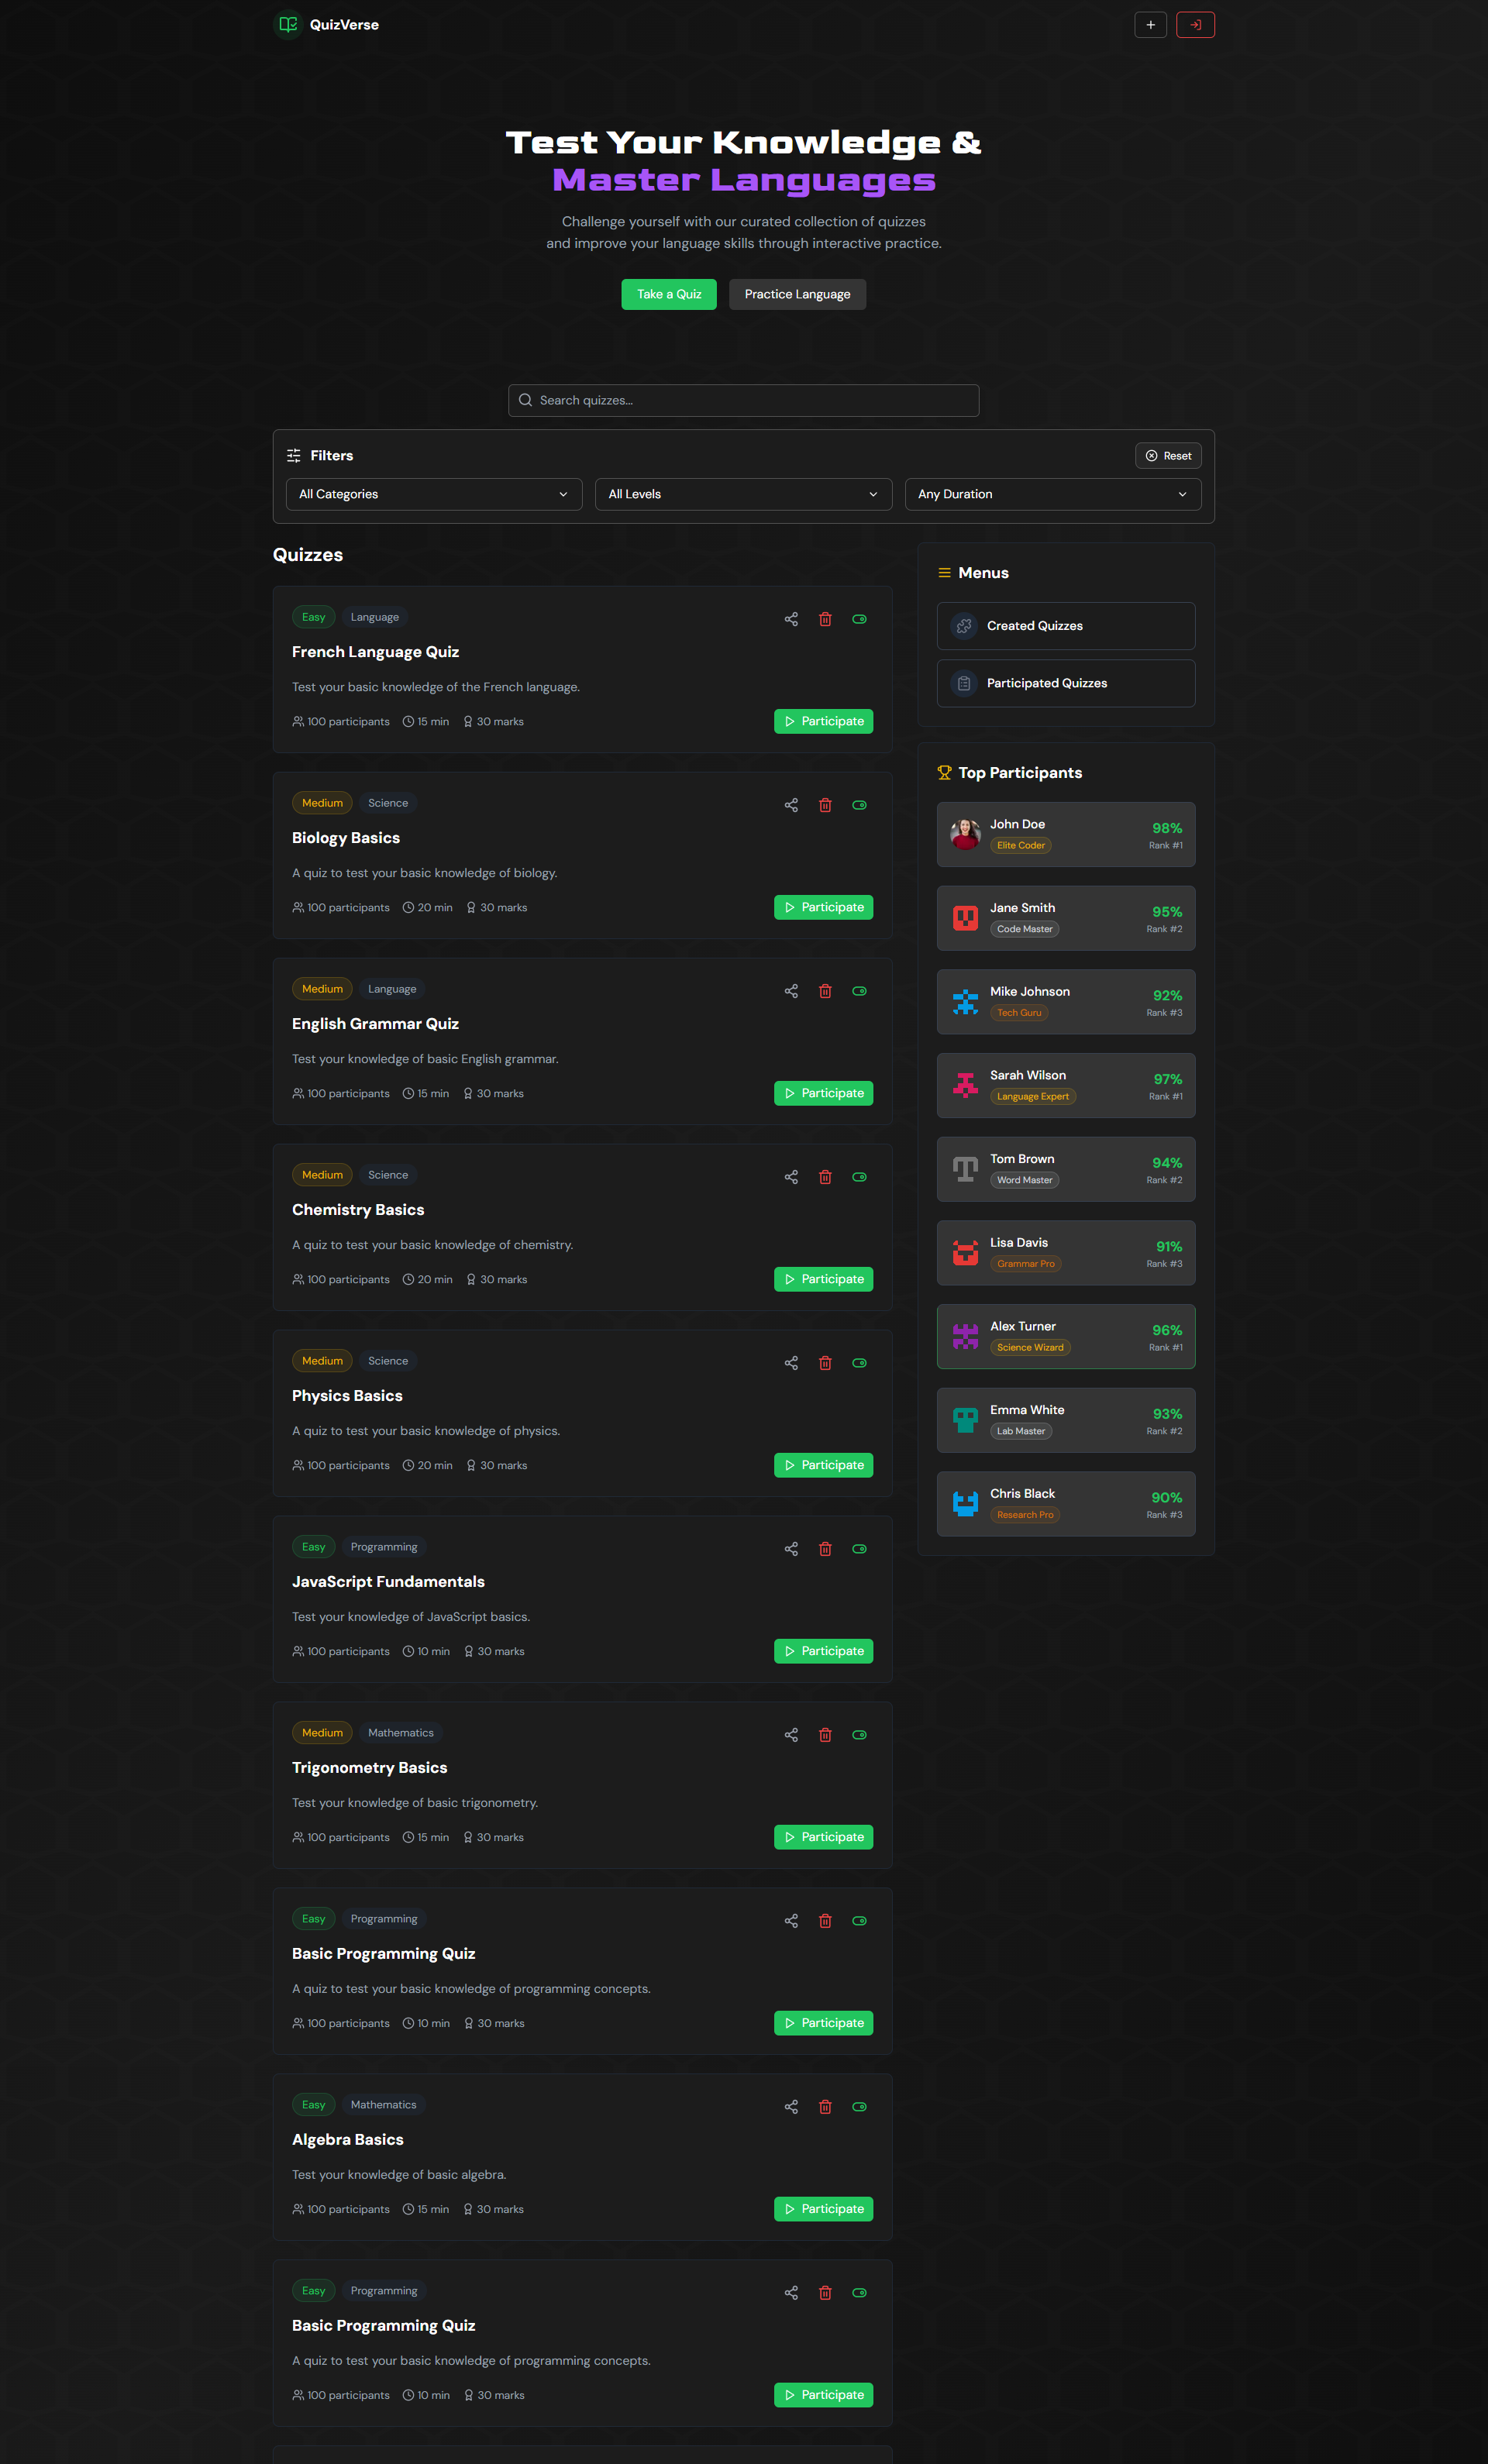 QuizVerse
Test Your Knowledge &
Master Languages
Challenge yourself with our curated collection of quizzes
and improve your language skills through interactive practice.
Take a Quiz
Practice Language
Search quizzes...
Filters
Reset
All Categories
All Levels
Any Duration
Quizzes
Easy Language
French Language Quiz
Test your basic knowledge of the French language.
100 participants 15 min 30 marks
Participate
Medium Science
Biology Basics
A quiz to test your basic knowledge of biology.
100 participants 20 min 30 marks
Participate
Medium Language
English Grammar Quiz
Test your knowledge of basic English grammar.
100 participants 15 min 30 marks
Participate
Medium Science
Chemistry Basics
A quiz to test your basic knowledge of chemistry.
100 participants 20 min 30 marks
Participate
Medium Science
Physics Basics
A quiz to test your basic knowledge of physics.
100 participants 20 min 30 marks
Participate
Easy Programming
JavaScript Fundamentals
Test your knowledge of JavaScript basics.
100 participants 10 min 30 marks
Participate
Medium Mathematics
Trigonometry Basics
Test your knowledge of basic trigonometry.
100 participants 15 min 30 marks
Participate
Easy Programming
Basic Programming Quiz
A quiz to test your basic knowledge of programming concepts.
100 participants 10 min 30 marks
Participate
Easy Mathematics
Algebra Basics
Test your knowledge of basic algebra.
100 participants 15 min 30 marks
Participate
Easy Programming
Basic Programming Quiz
A quiz to test your basic knowledge of programming concepts.
100 participants 10 min 30 marks
Participate
Menus
Created Quizzes
Participated Quizzes
Top Participants
John Doe
Elite Coder
98%
Rank #1
Jane Smith
Code Master
95%
Rank #2
Mike Johnson
Tech Guru
92%
Rank #3
Sarah Wilson
Language Expert
97%
Rank #1
Tom Brown
Word Master
94%
Rank #2
Lisa Davis
Grammar Pro
91%
Rank #3
Alex Turner
Science Wizard
96%
Rank #1
Emma White
Lab Master
93%
Rank #2
Chris Black
Research Pro
90%
Rank #3